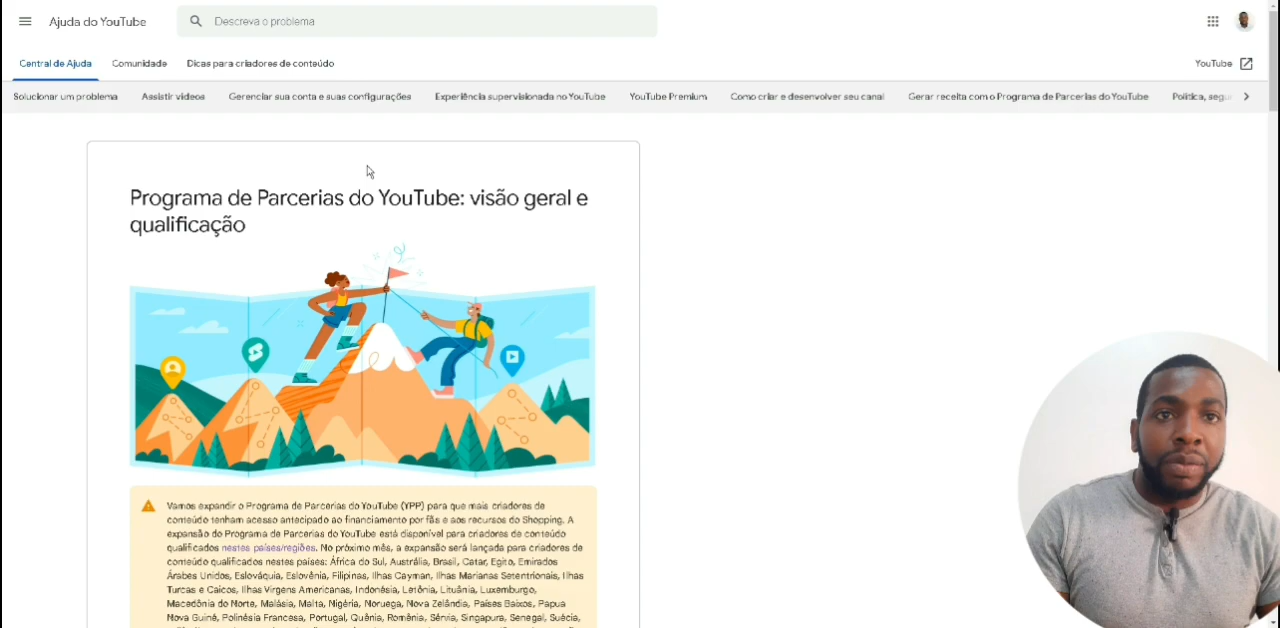 Ajuda do YouTube
Descreva o problema
Central de Ajuda Comunidade Dicas para criadores de conteúdo YouTube
Solucionar um problema Assistir vídeos Gerenciar sua conta e suas configurações Experiência supervisionada no YouTube YouTube Premium Como criar e desenvolver seu canal Gerar receita com o Programa de Parcerias do YouTube Política, segu
Programa de Parcerias do YouTube: visão geral e
qualificação
Vamos expandir o Programa de Parcerias do YouTube (YPP) para que mais criadores de
conteúdo tenham acesso antecipado ao financiamento por fãs e aos recursos do Shopping. A
expansão do Programa de Parcerias do YouTube está disponível para criadores de conteúdo
qualificados nestes países/regiões. No próximo mês, a expansão será lançada para criadores de
conteúdo qualificados nestes países: África do Sul, Austrália, Brasil, Catar, Egito, Emirados
Árabes Unidos, Eslováquia, Eslovênia, Filipinas, Ilhas Cayman, Ilhas Marianas Setentrionais, Ilhas
Turcas e Caicos, Ilhas Virgens Americanas, Indonésia, Letônia, Lituânia, Luxemburgo,
Macedônia do Norte, Malásia, Malta, Nigéria, Noruega, Nova Zelândia, Países Baixos, Papua
Nova Guiné, Polinésia Francesa, Portugal, Quênia, Romênia, Sérvia, Singapura, Senegal, Suécia,